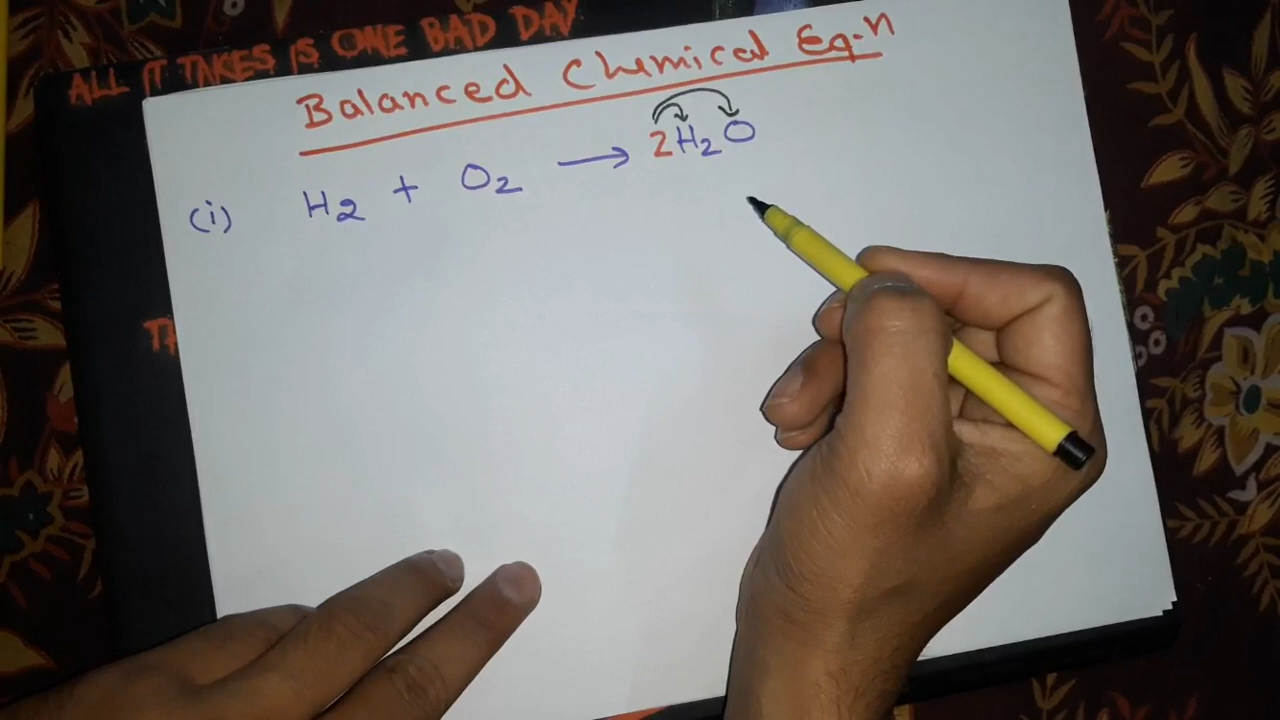 ALL IT TAKES IS ONE BAD DAY
Balanced Chemical Eq.n
(i) H2 + O2 → 2H2O